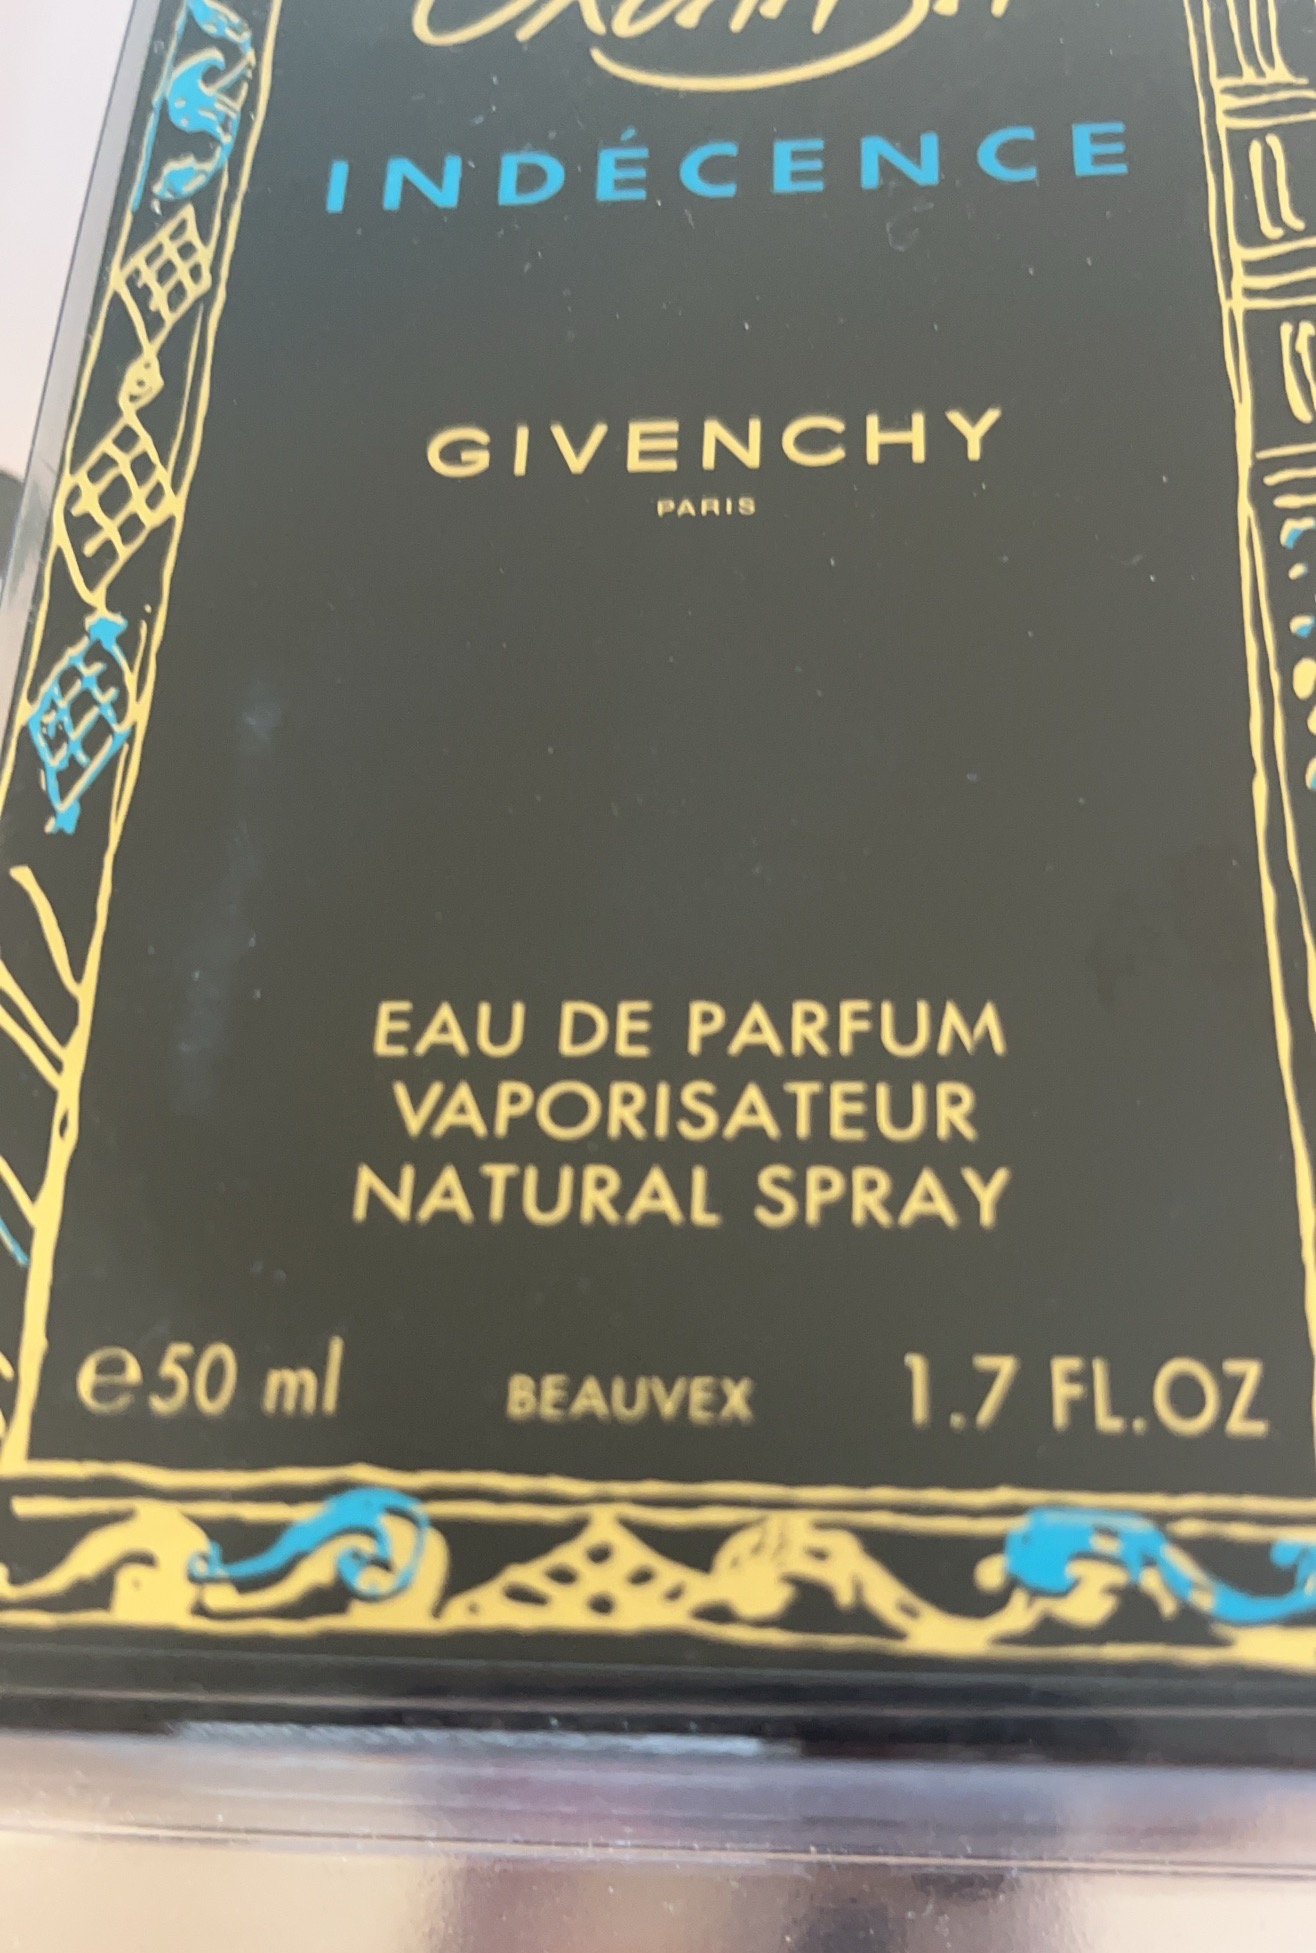 INDÉCENCE
GIVENCHY
PARIS
EAU DE PARFUM
VAPORISATEUR
NATURAL SPRAY
℮50 ml BEAUVEX 1.7 FL.OZ